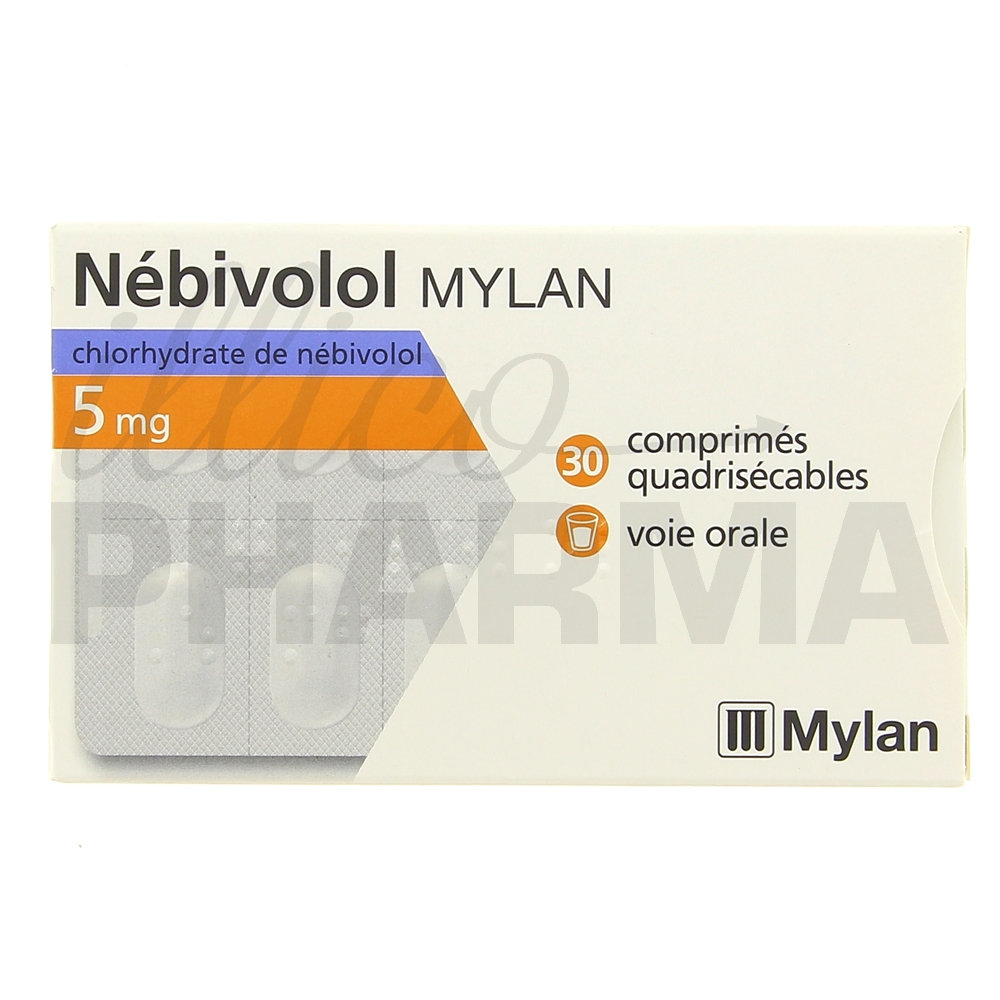 Nébivolol MYLAN
chlorhydrate de nébivolol
5 mg
30 comprimés
quadrisécables
voie orale
illico
PHARMA
Mylan